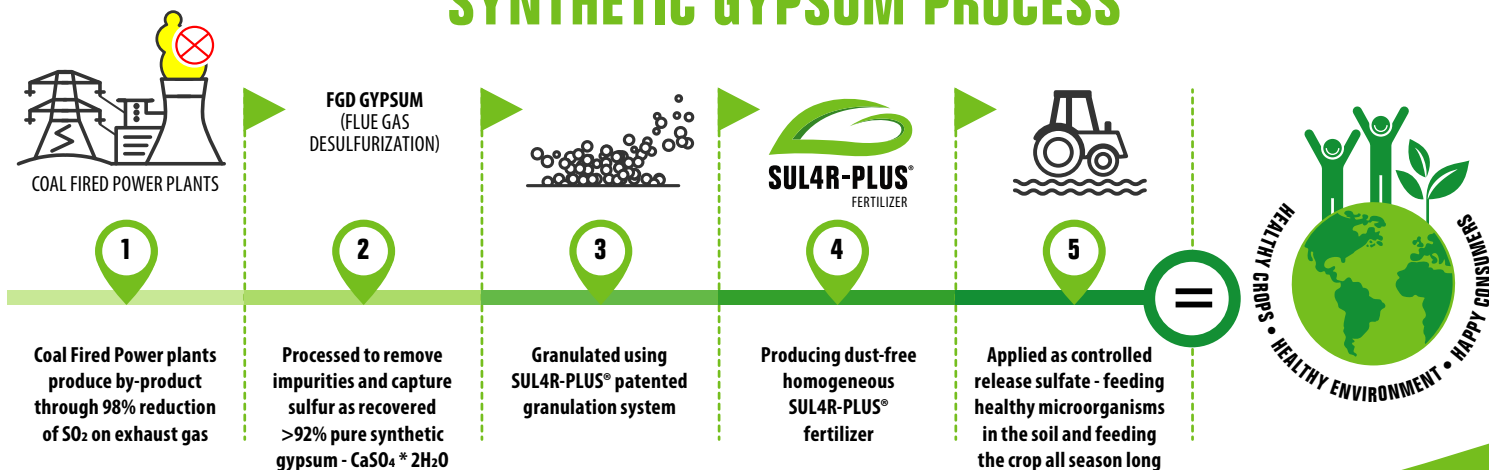 SYNTHETIC GYPSUM PROCESS
COAL FIRED POWER PLANTS
1
Coal Fired Power plants
produce by-product
through 98% reduction
of SO₂ on exhaust gas
FGD GYPSUM
(FLUE GAS
DESULFURIZATION)
2
Processed to remove
impurities and capture
sulfur as recovered
>92% pure synthetic
gypsum - CaSO₄ * 2H₂O
3
Granulated using
SUL4R-PLUS® patented
granulation system
SUL4R-PLUS®
FERTILIZER
4
Producing dust-free
homogeneous
SUL4R-PLUS®
fertilizer
5
Applied as controlled
release sulfate - feeding
healthy microorganisms
in the soil and feeding
the crop all season long
=
HEALTHY CROPS • HEALTHY ENVIRONMENT • HAPPY CONSUMERS